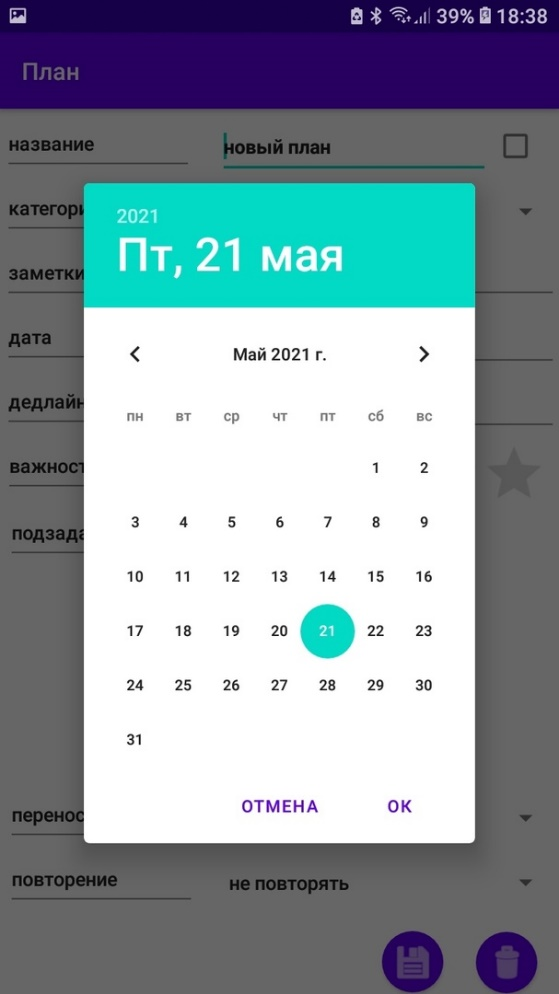 39% 18:38
План
название новый план
категори
2021
Пт, 21 мая
заметки
дата
Май 2021 г.
дедлайн
пн вт ср чт пт сб вс
важност
1 2
3 4 5 6 7 8 9
подзада
10 11 12 13 14 15 16
17 18 19 20 21 22 23
24 25 26 27 28 29 30
31
ОТМЕНА ОК
перенос
повторение не повторять